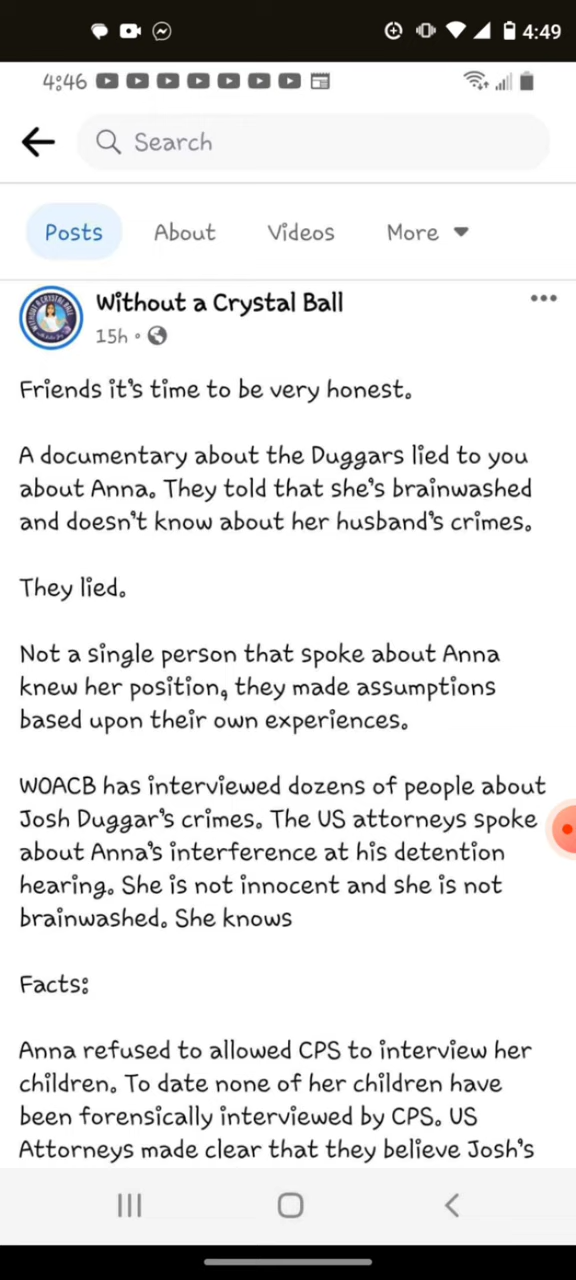 4:49
4:46
Search
Posts About Videos More
Without a Crystal Ball
15h
Friends it's time to be very honest.
A documentary about the Duggars lied to you
about Anna. They told that she's brainwashed
and doesn't know about her husband's crimes.
They lied.
Not a single person that spoke about Anna
knew her position, they made assumptions
based upon their own experiences.
WOACB has interviewed dozens of people about
Josh Duggar's crimes. The US attorneys spoke
about Anna's interference at his detention
hearing. She is not innocent and she is not
brainwashed. She knows
Facts:
Anna refused to allowed CPS to interview her
children. To date none of her children have
been forensically interviewed by CPS. US
Attorneys made clear that they believe Josh's